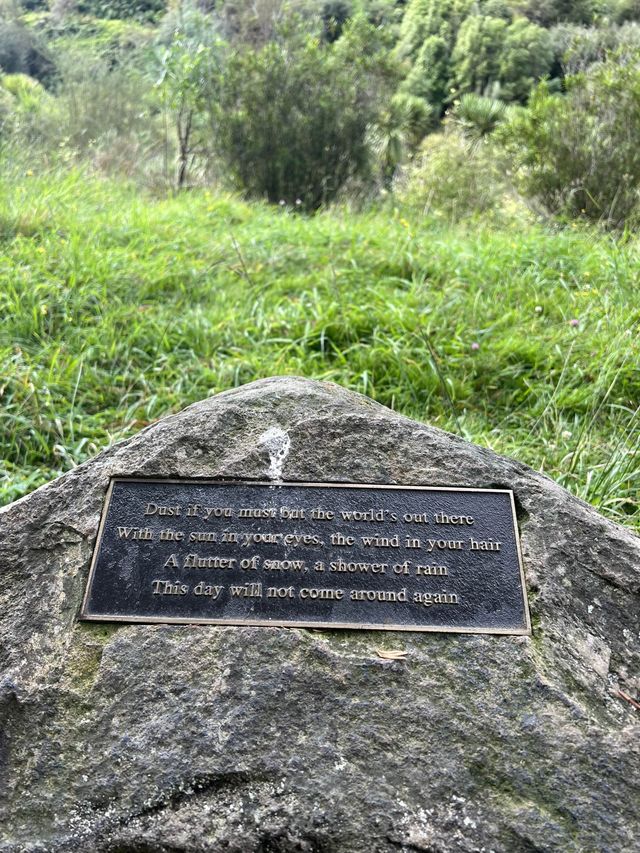 Dust if you must but the world's out there
With the sun in your eyes, the wind in your hair
A flutter of snow, a shower of rain
This day will not come around again